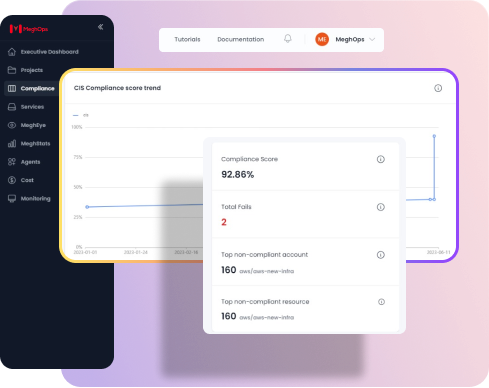 MeghOps
Executive Dashboard
Projects
Compliance
Services
MeghEye
MeghStats
Agents
Cost
Monitoring
Tutorials
Documentation
ME
MeghOps
CIS Compliance score trend
100%
75%
50%
25%
0%
2023-01-01
2023-01-24
2023-02-16
2023-06-11
Compliance Score
92.86%
Total Fails
2
Top non-compliant account
160 aws/aws-new-infra
Top non-compliant resource
160 aws/aws-new-infra